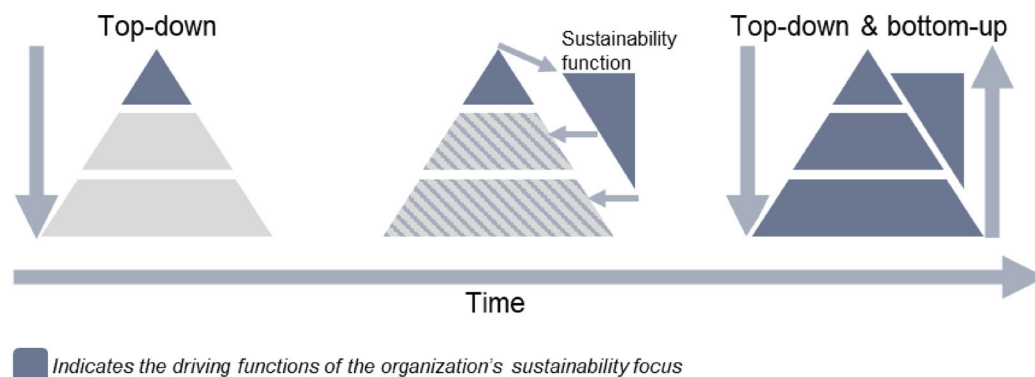 Top-down
Sustainability
function
Top-down & bottom-up
Time
Indicates the driving functions of the organization's sustainability focus